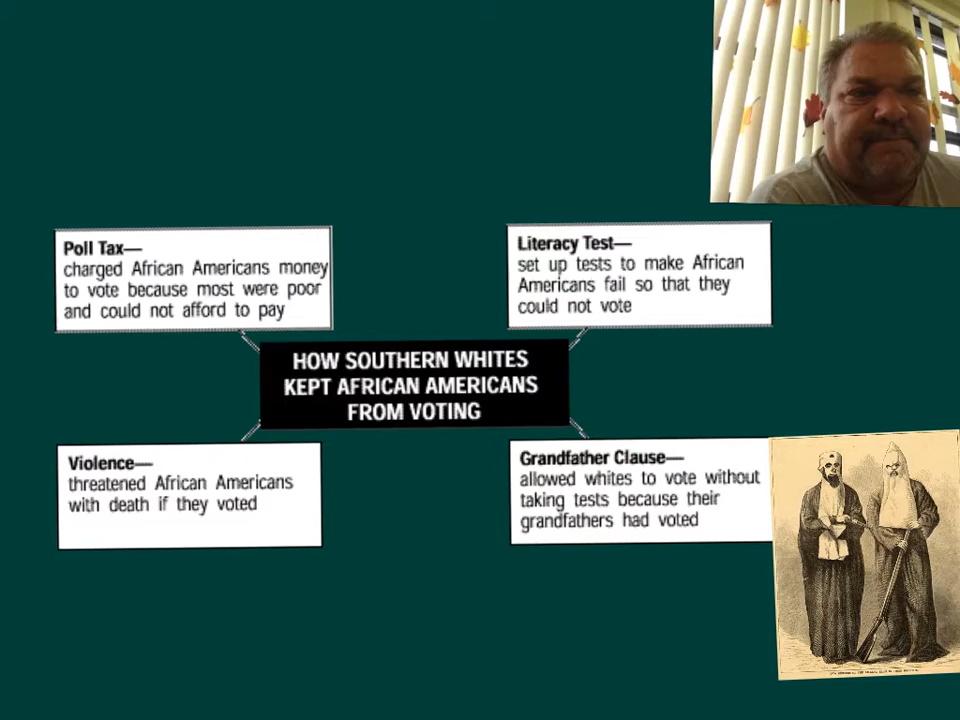 Poll Tax—
charged African Americans money
to vote because most were poor
and could not afford to pay
Literacy Test—
set up tests to make African
Americans fail so that they
could not vote
HOW SOUTHERN WHITES
KEPT AFRICAN AMERICANS
FROM VOTING
Violence—
threatened African Americans
with death if they voted
Grandfather Clause—
allowed whites to vote without
taking tests because their
grandfathers had voted